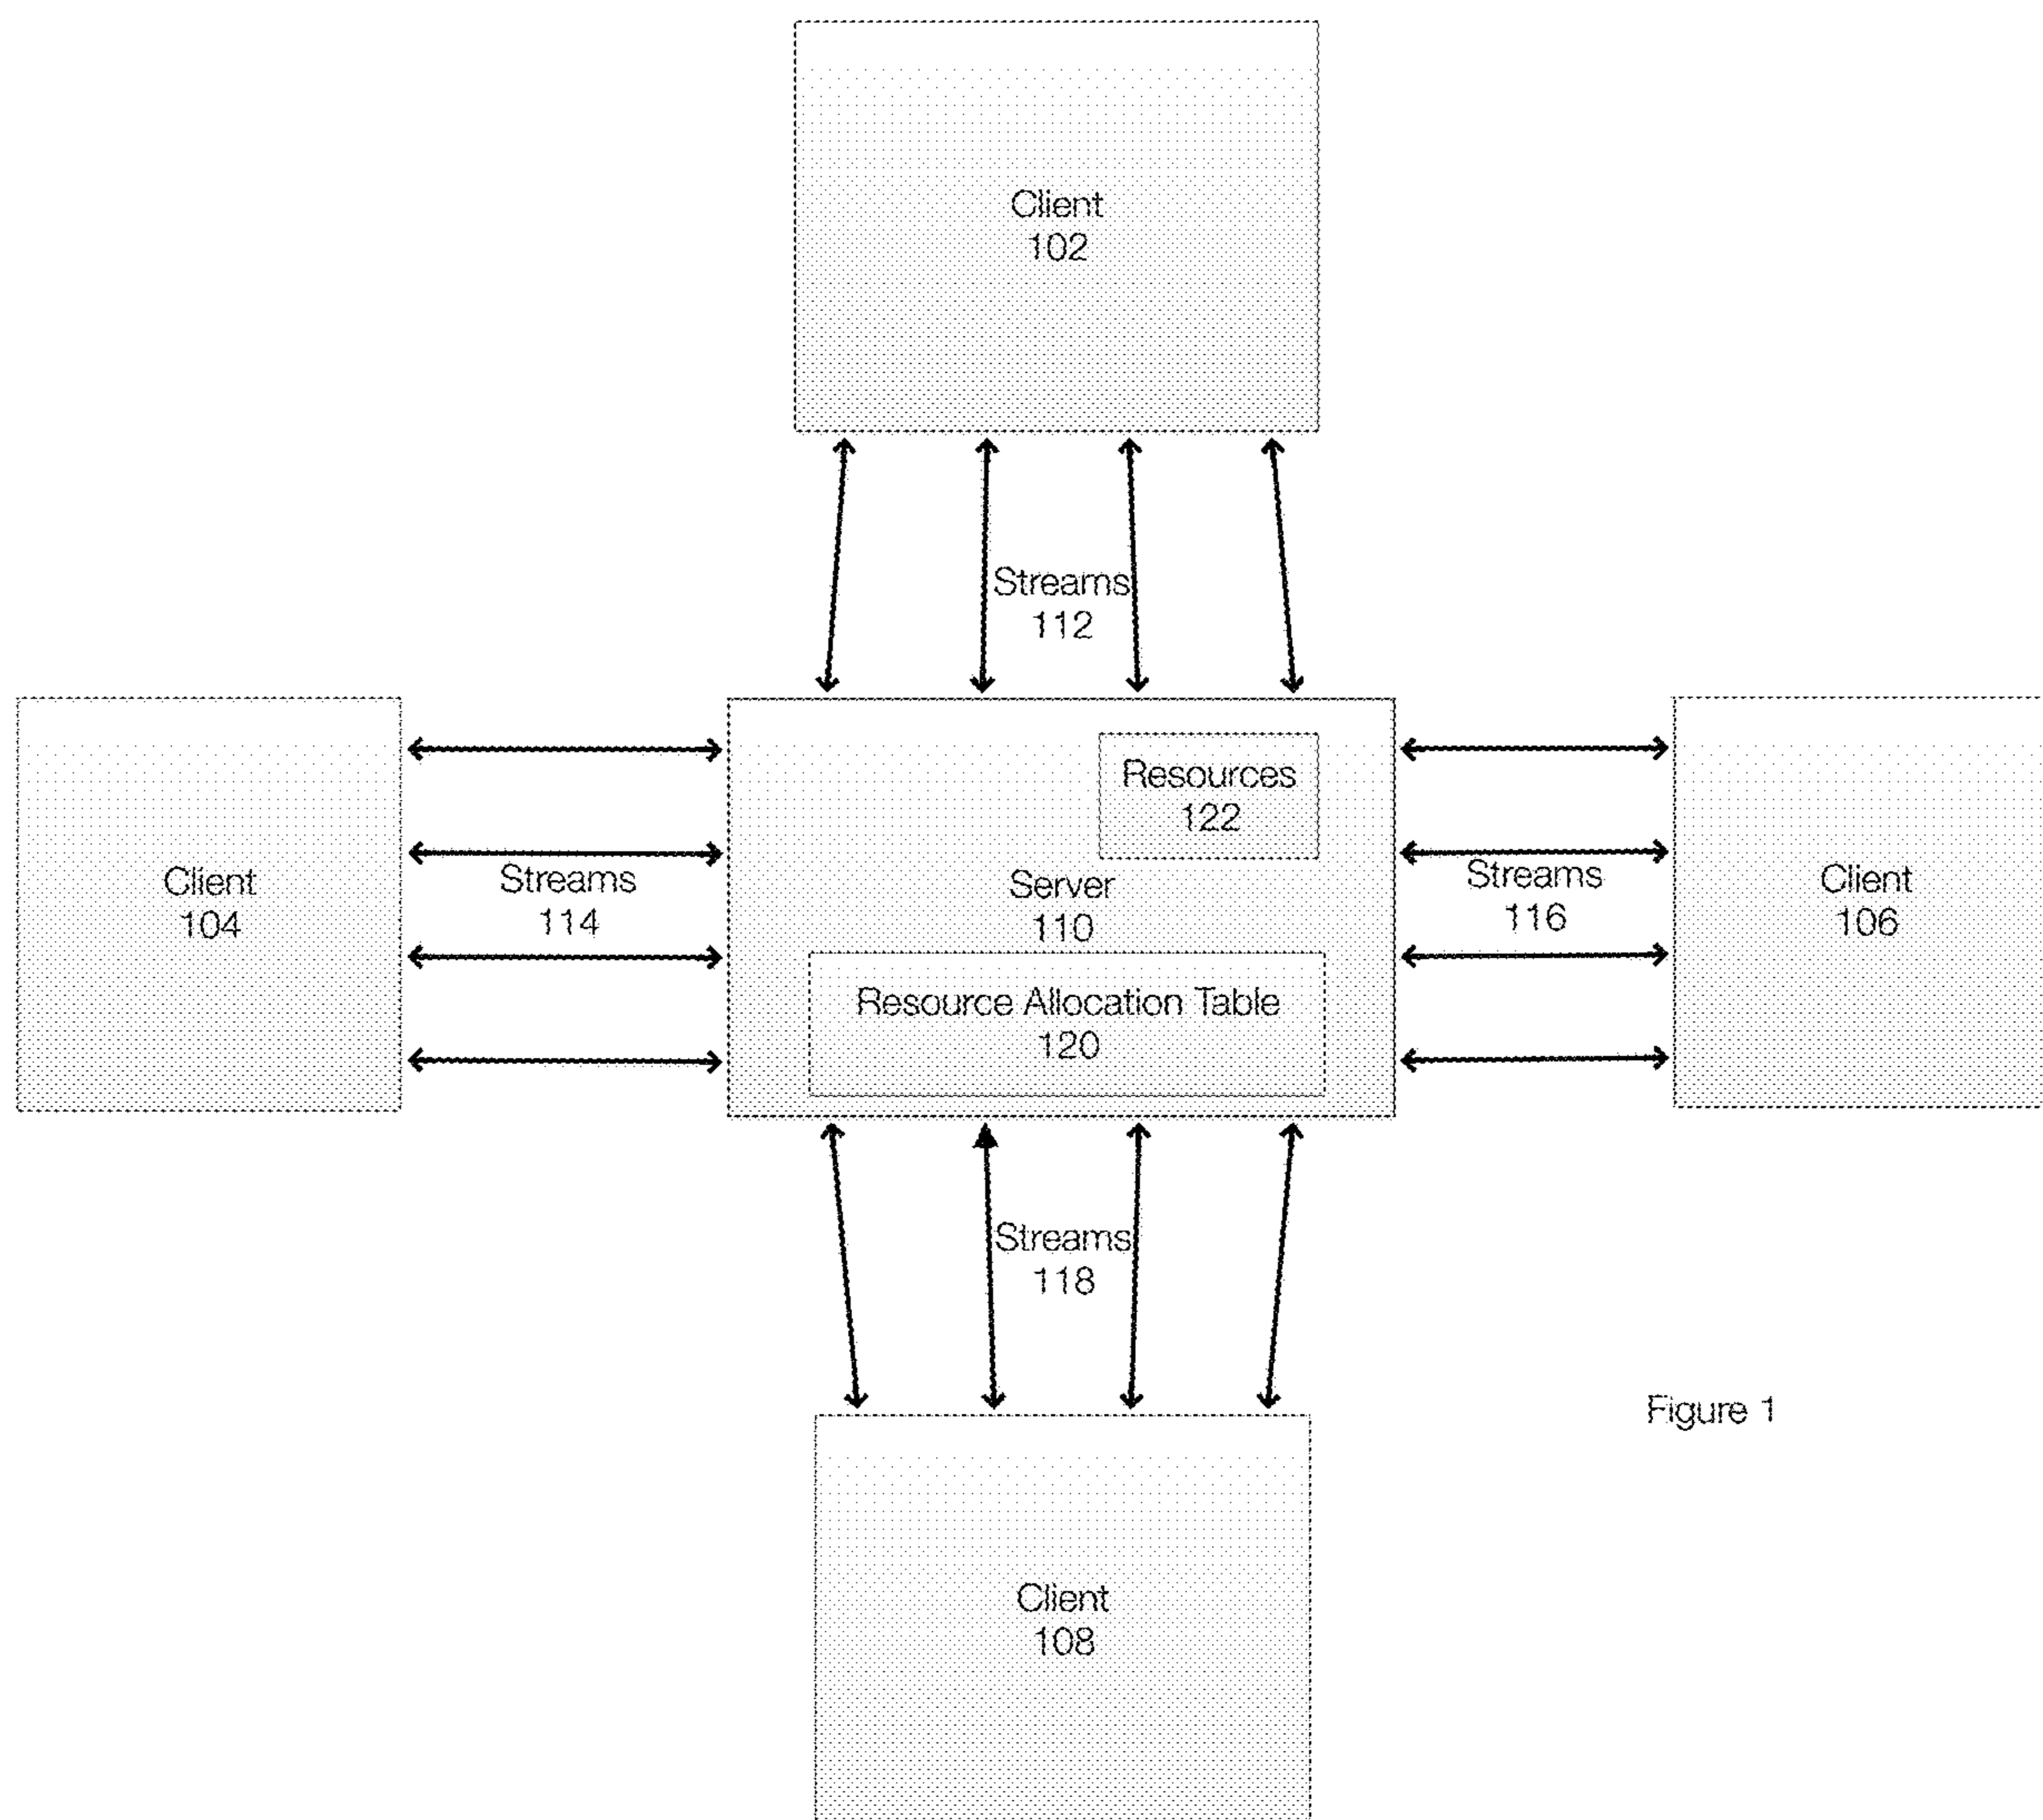 Client
102
Streams
112
Resources
122
Client
104
Streams
114
Server
110
Streams
116
Client
106
Resource Allocation Table
120
Streams
118
Figure 1
Client
108